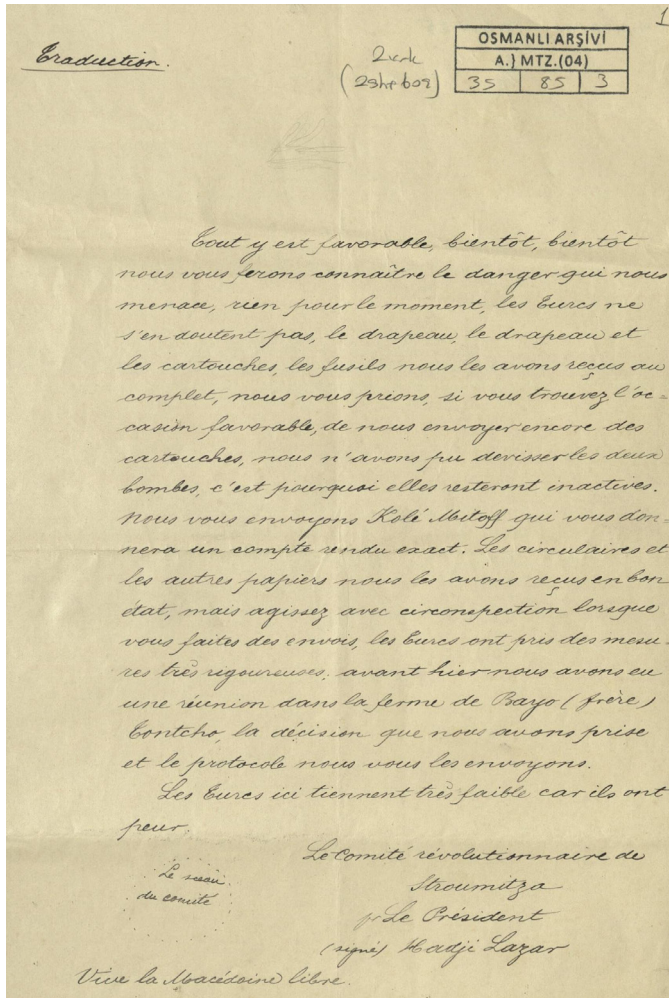 1
Traduction.
OSMANLI ARŞİVİ
A.} MTZ.(04)
35 85 3
Tout y est favorable, bientôt, bientôt
nous vous ferons connaître le danger qui nous
menace, rien pour le moment, les Turcs ne
s'en doutent pas, le drapeau, le drapeau et
les cartouches, les fusils nous les avons reçus au
complet, nous vous prions, si vous trouvez l'oc=
casion favorable, de nous envoyer encore des
cartouches, nous n'avons pu devisser les deux
bombes, c'est pourquoi elles resteront inactives.
Nous vous envoyons Kolé Mitoff qui vous don=
nera un compte rendu exact. Les circulaires et
les autres papiers nous les avons reçus en bon
état, mais agissez avec circonspection lorsque
vous faites des envois, les Turcs ont pris des mesu-
res très rigoureuses, avant hier nous avons eu
une réunion dans la ferme de Bayo (frère)
Tontcho, la décision que nous avons prise
et le protocole nous vous les envoyons.
Les Turcs ici tiennent très faible car ils ont
peur.
Le Comité révolutionnaire de
Stroumitza
pr Le Président
(signé) Hadji Lazar
Le sceau
du comité
Vive la Macédoine libre.